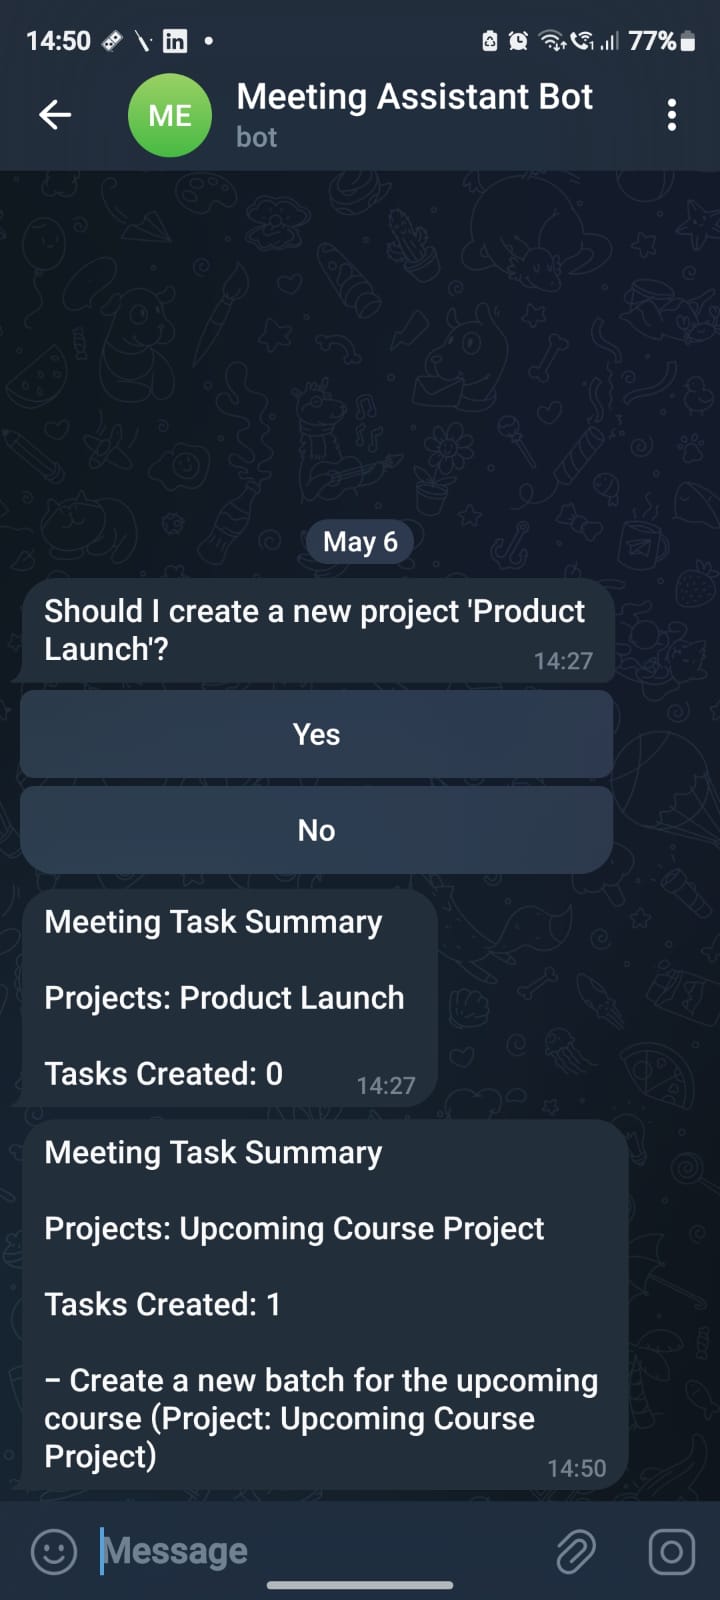 14:50
in
77%
ME
Meeting Assistant Bot
bot
May 6
Should I create a new project 'Product
Launch'?
14:27
Yes
No
Meeting Task Summary
Projects: Product Launch
Tasks Created: 0
14:27
Meeting Task Summary
Projects: Upcoming Course Project
Tasks Created: 1
– Create a new batch for the upcoming
course (Project: Upcoming Course
Project)
14:50
Message